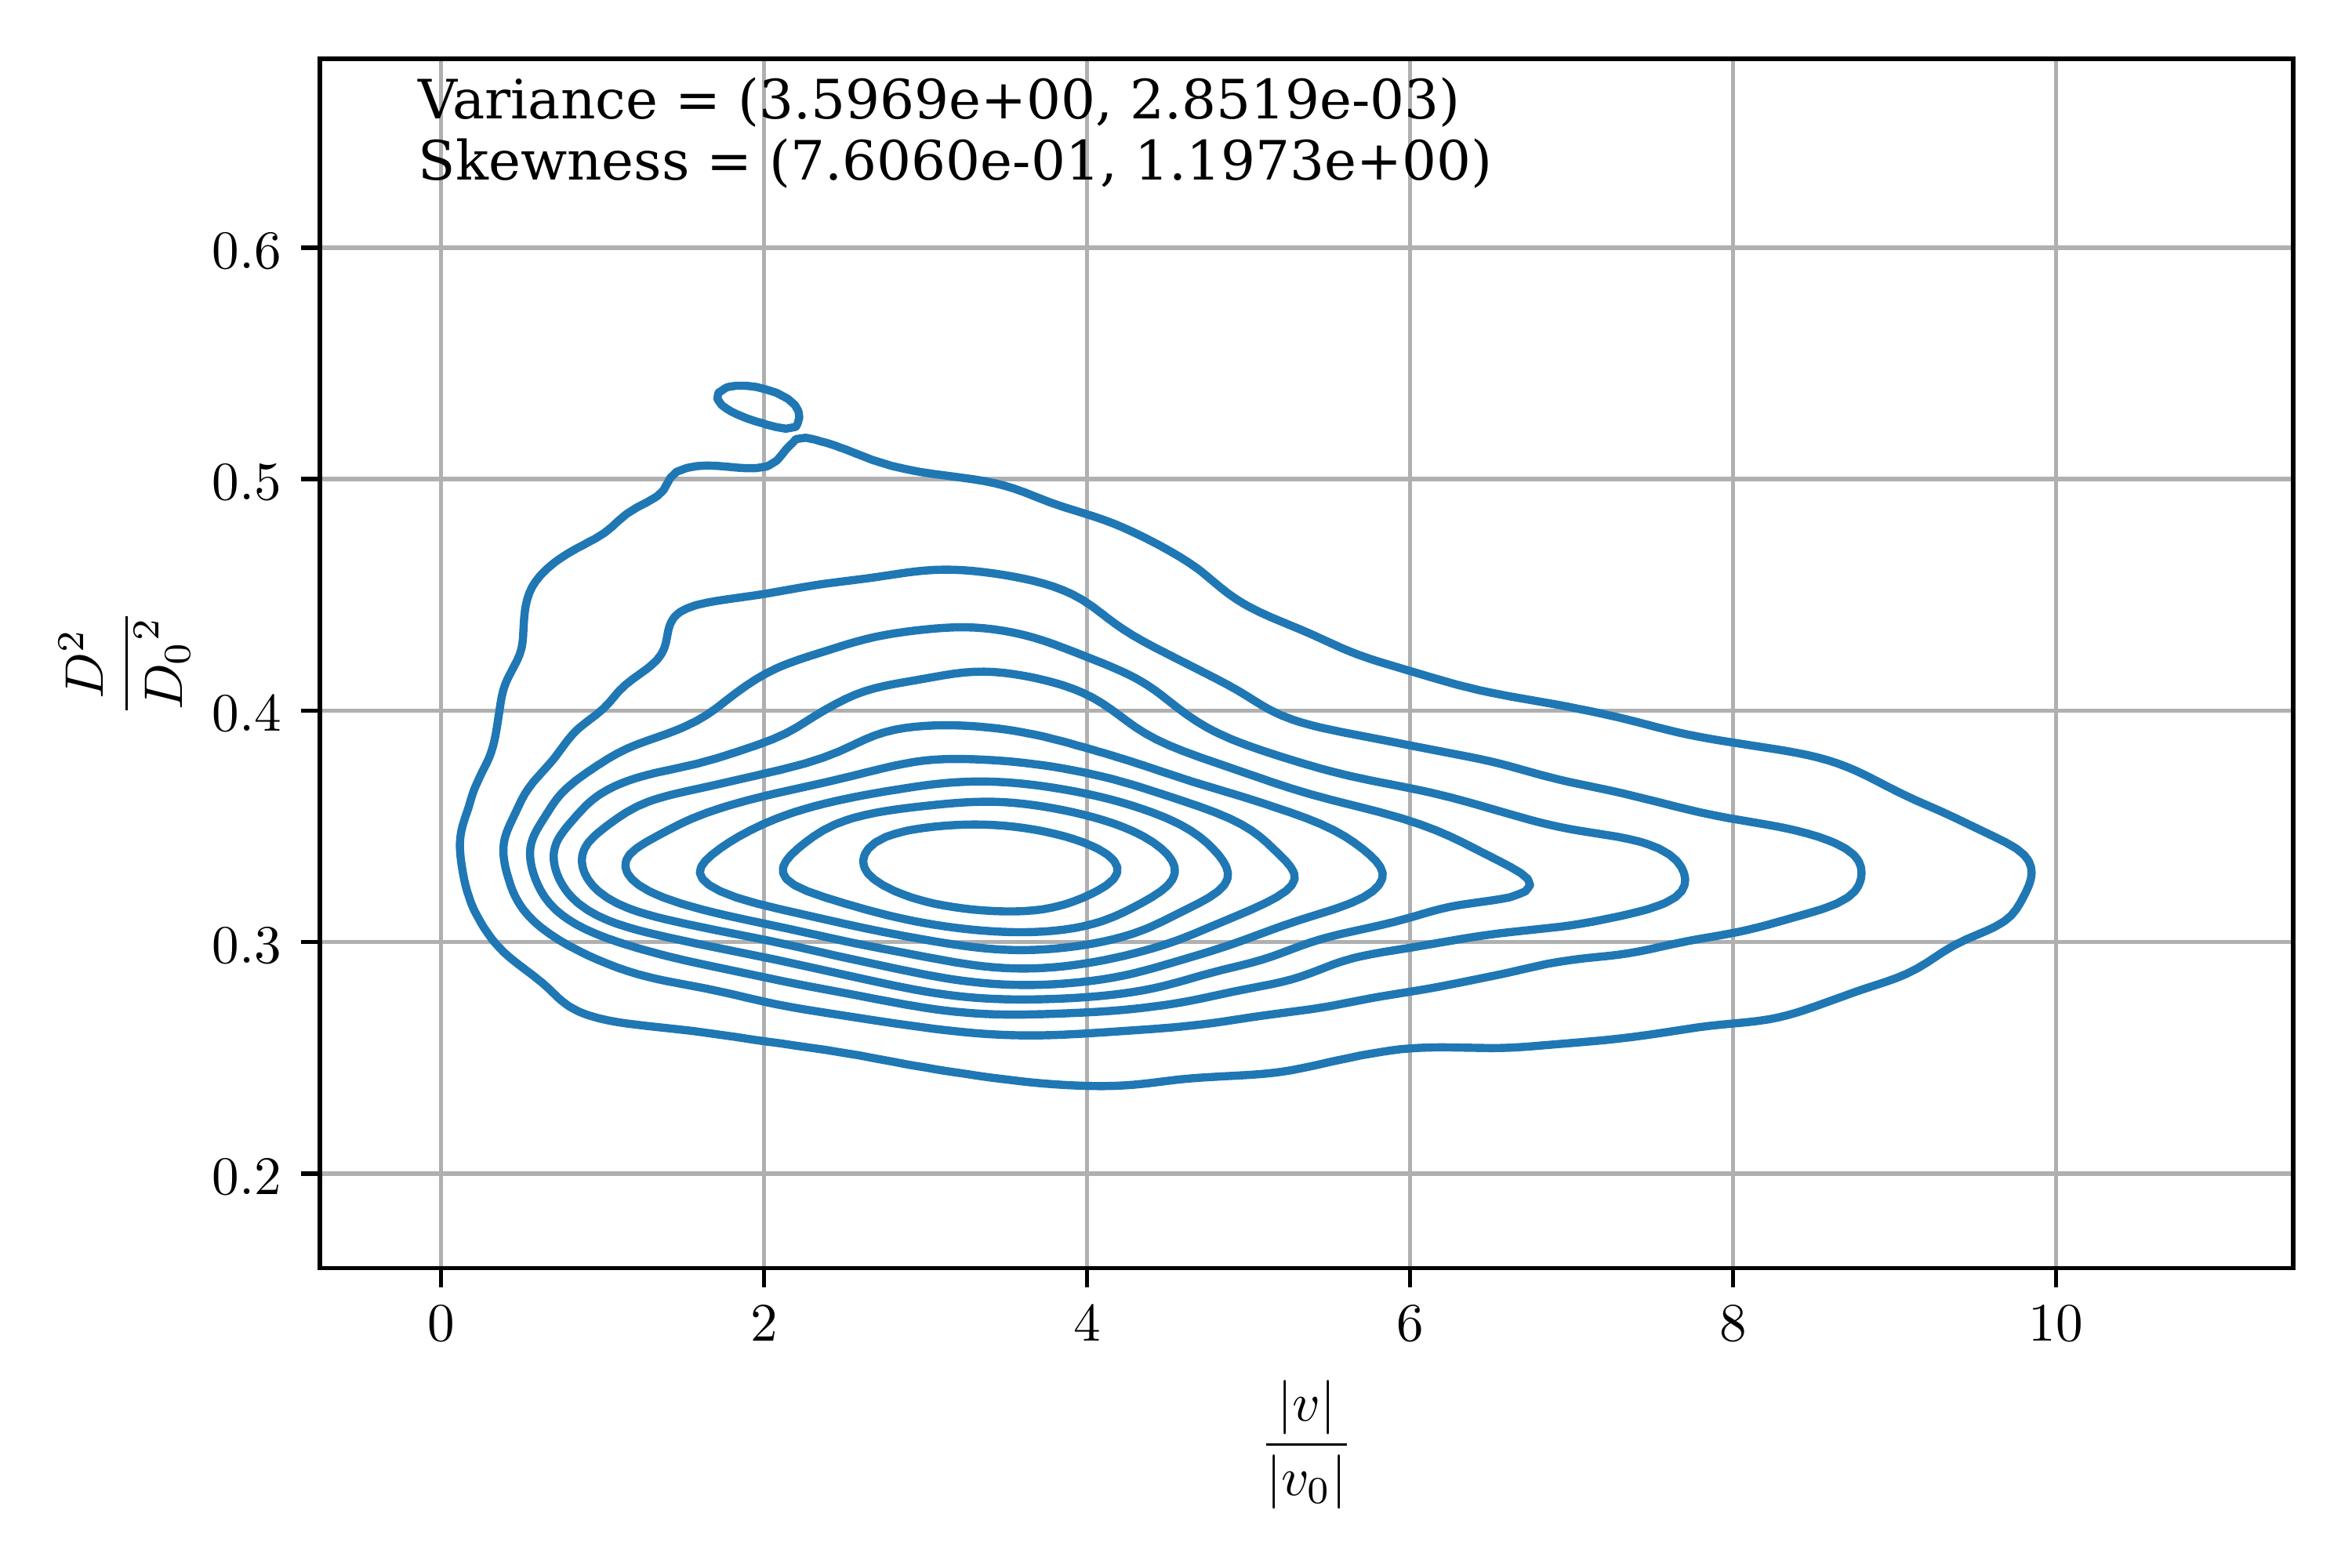 Variance = (3.5969e+00, 2.8519e-03)
Skewness = (7.6060e-01, 1.1973e+00)
0.6
0.5
0.4
0.3
0.2
D²
D₀²
0 2 4 6 8 10
|v|
|v₀|